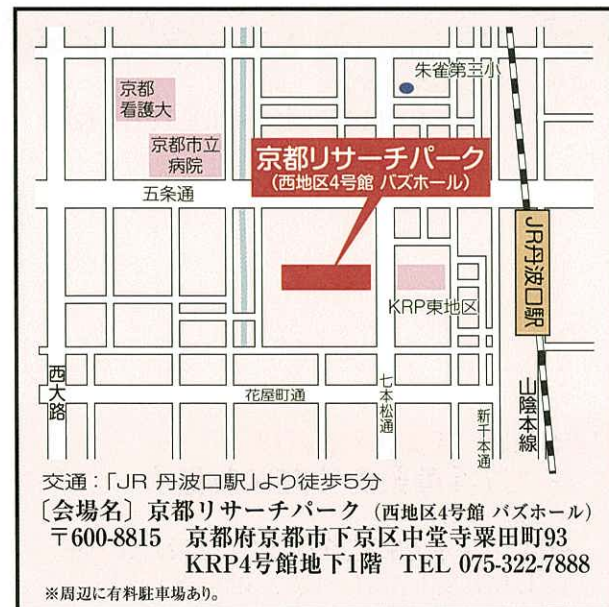 朱雀第三小
京都
看護大
京都市立
病院
京都リサーチパーク
(西地区4号館 バズホール)
五条通
JR丹波口駅
KRP東地区
西大路
花屋町通
七本松通
新千本通
山陰本線
交通:「JR 丹波口駅」より徒歩5分
〔会場名〕京都リサーチパーク(西地区4号館 バズホール)
〒600-8815 京都府京都市下京区中堂寺粟田町93
KRP4号館地下1階 TEL 075-322-7888
※周辺に有料駐車場あり。